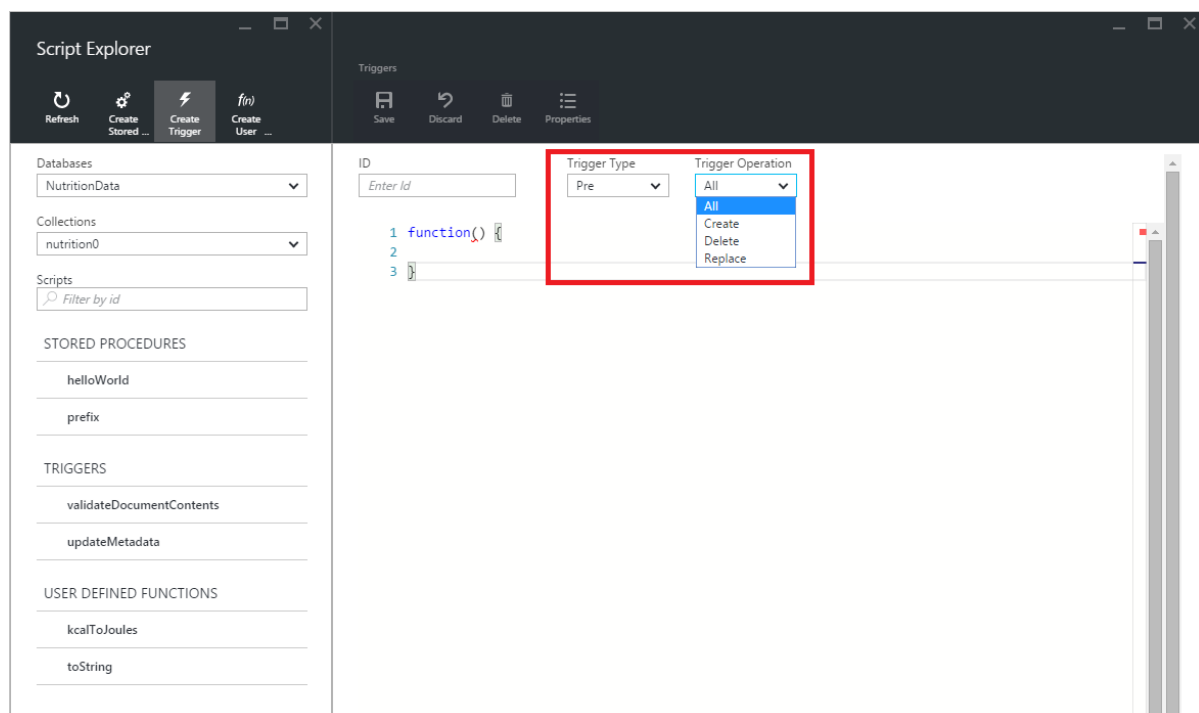 Script Explorer
Refresh
Create Stored ...
Create Trigger
f(n)
Create User ...
Databases
NutritionData
Collections
nutrition0
Scripts
Filter by id
STORED PROCEDURES
helloWorld
prefix
TRIGGERS
validateDocumentContents
updateMetadata
USER DEFINED FUNCTIONS
kcalToJoules
toString
Triggers
Save
Discard
Delete
Properties
ID
Enter Id
Trigger Type
Pre
Trigger Operation
All
All
Create
Delete
Replace
1 function() {
2
3 }